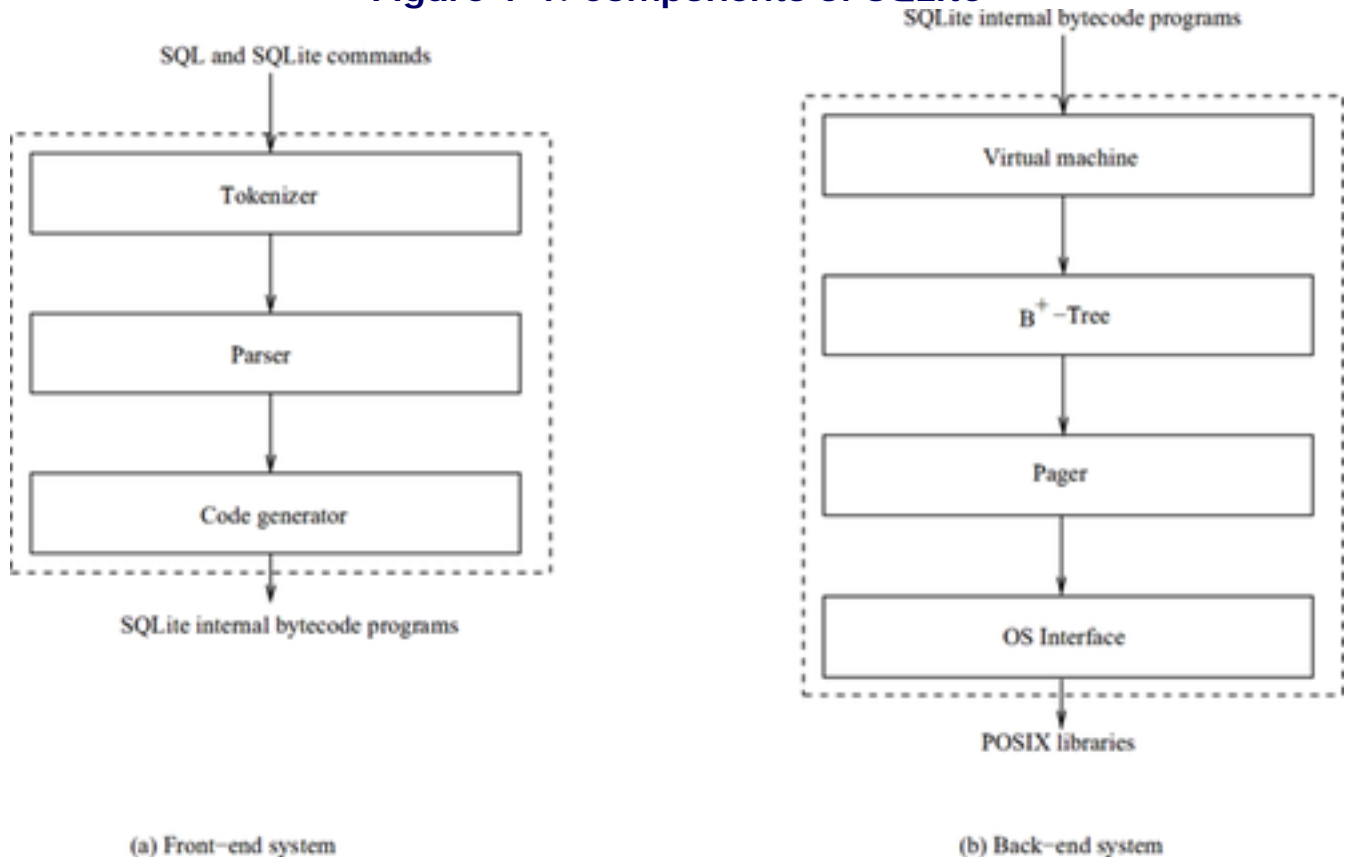 SQL and SQLite commands
Tokenizer
Parser
Code generator
SQLite internal bytecode programs
(a) Front−end system
SQLite internal bytecode programs
Virtual machine
B+−Tree
Pager
OS Interface
POSIX libraries
(b) Back−end system